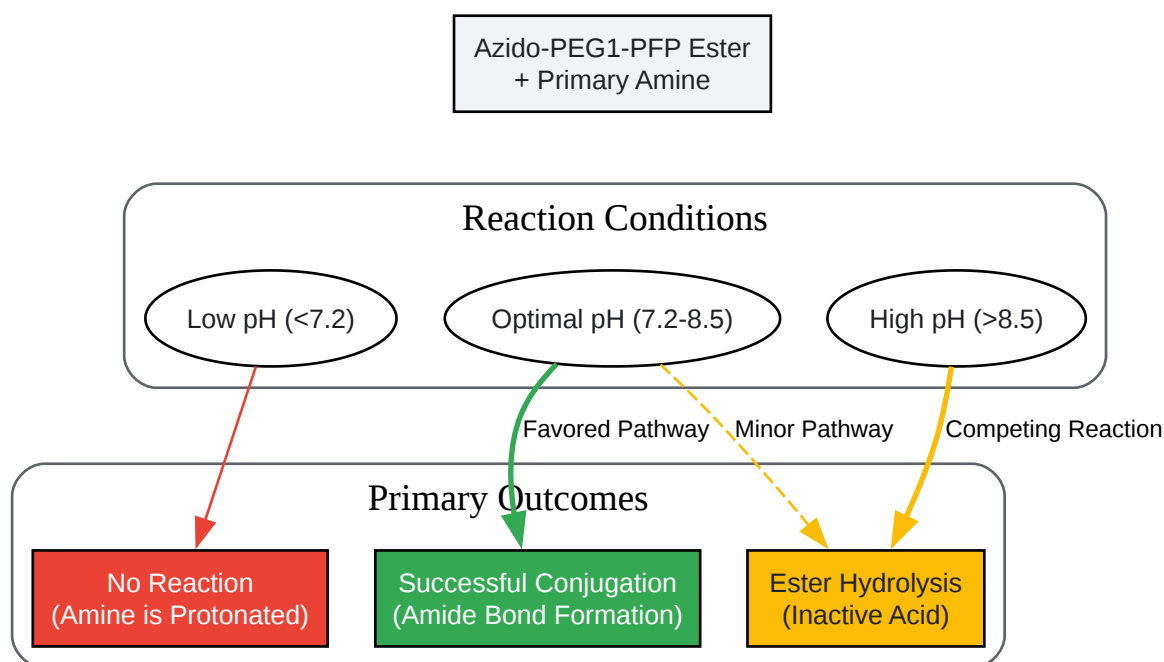 Azido-PEG1-PFP Ester
+ Primary Amine
Reaction Conditions
Low pH (<7.2)
Optimal pH (7.2-8.5)
High pH (>8.5)
Favored Pathway
Minor Pathway
Competing Reaction
Primary Outcomes
No Reaction
(Amine is Protonated)
Successful Conjugation
(Amide Bond Formation)
Ester Hydrolysis
(Inactive Acid)